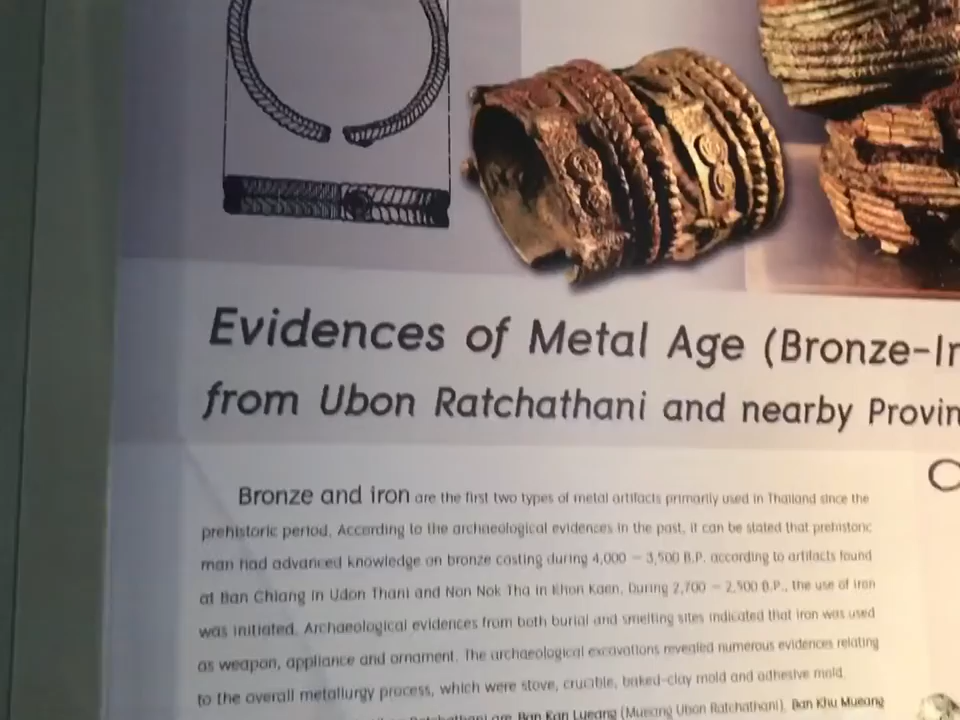 Evidences of Metal Age (Bronze-Ir
from Ubon Ratchathani and nearby Provin
Bronze and iron are the first two types of metal artifacts primarily used in Thailand since the
prehistoric period. According to the archaeological evidences in the past, it can be stated that prehistoric
man had advanced knowledge on bronze casting during 4,000 - 3,500 B.P. according to artifacts found
at Ban Chiang in Udon Thani and Non Nok Tha in Khon Kaen. During 2,700 - 2,500 B.P., the use of iron
was initiated. Archaeological evidences from both burial and smelting sites indicated that iron was used
as weapon, appliance and ornament. The archaeological excavations revealed numerous evidences relating
to the overall metallurgy process, which were stove, crucible, baked-clay mold and adhesive mold.
Ratchathani are Ban Kan Lueang (Mueang Ubon Ratchathani), Ban Khu Mueang